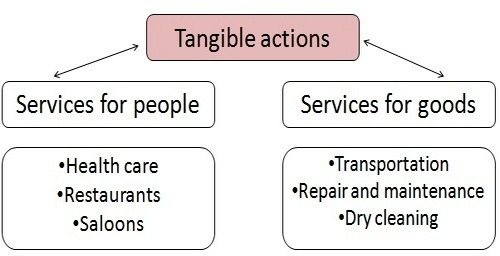 Tangible actions
Services for people
Services for goods
•Health care
•Restaurants
•Saloons
•Transportation
•Repair and maintenance
•Dry cleaning